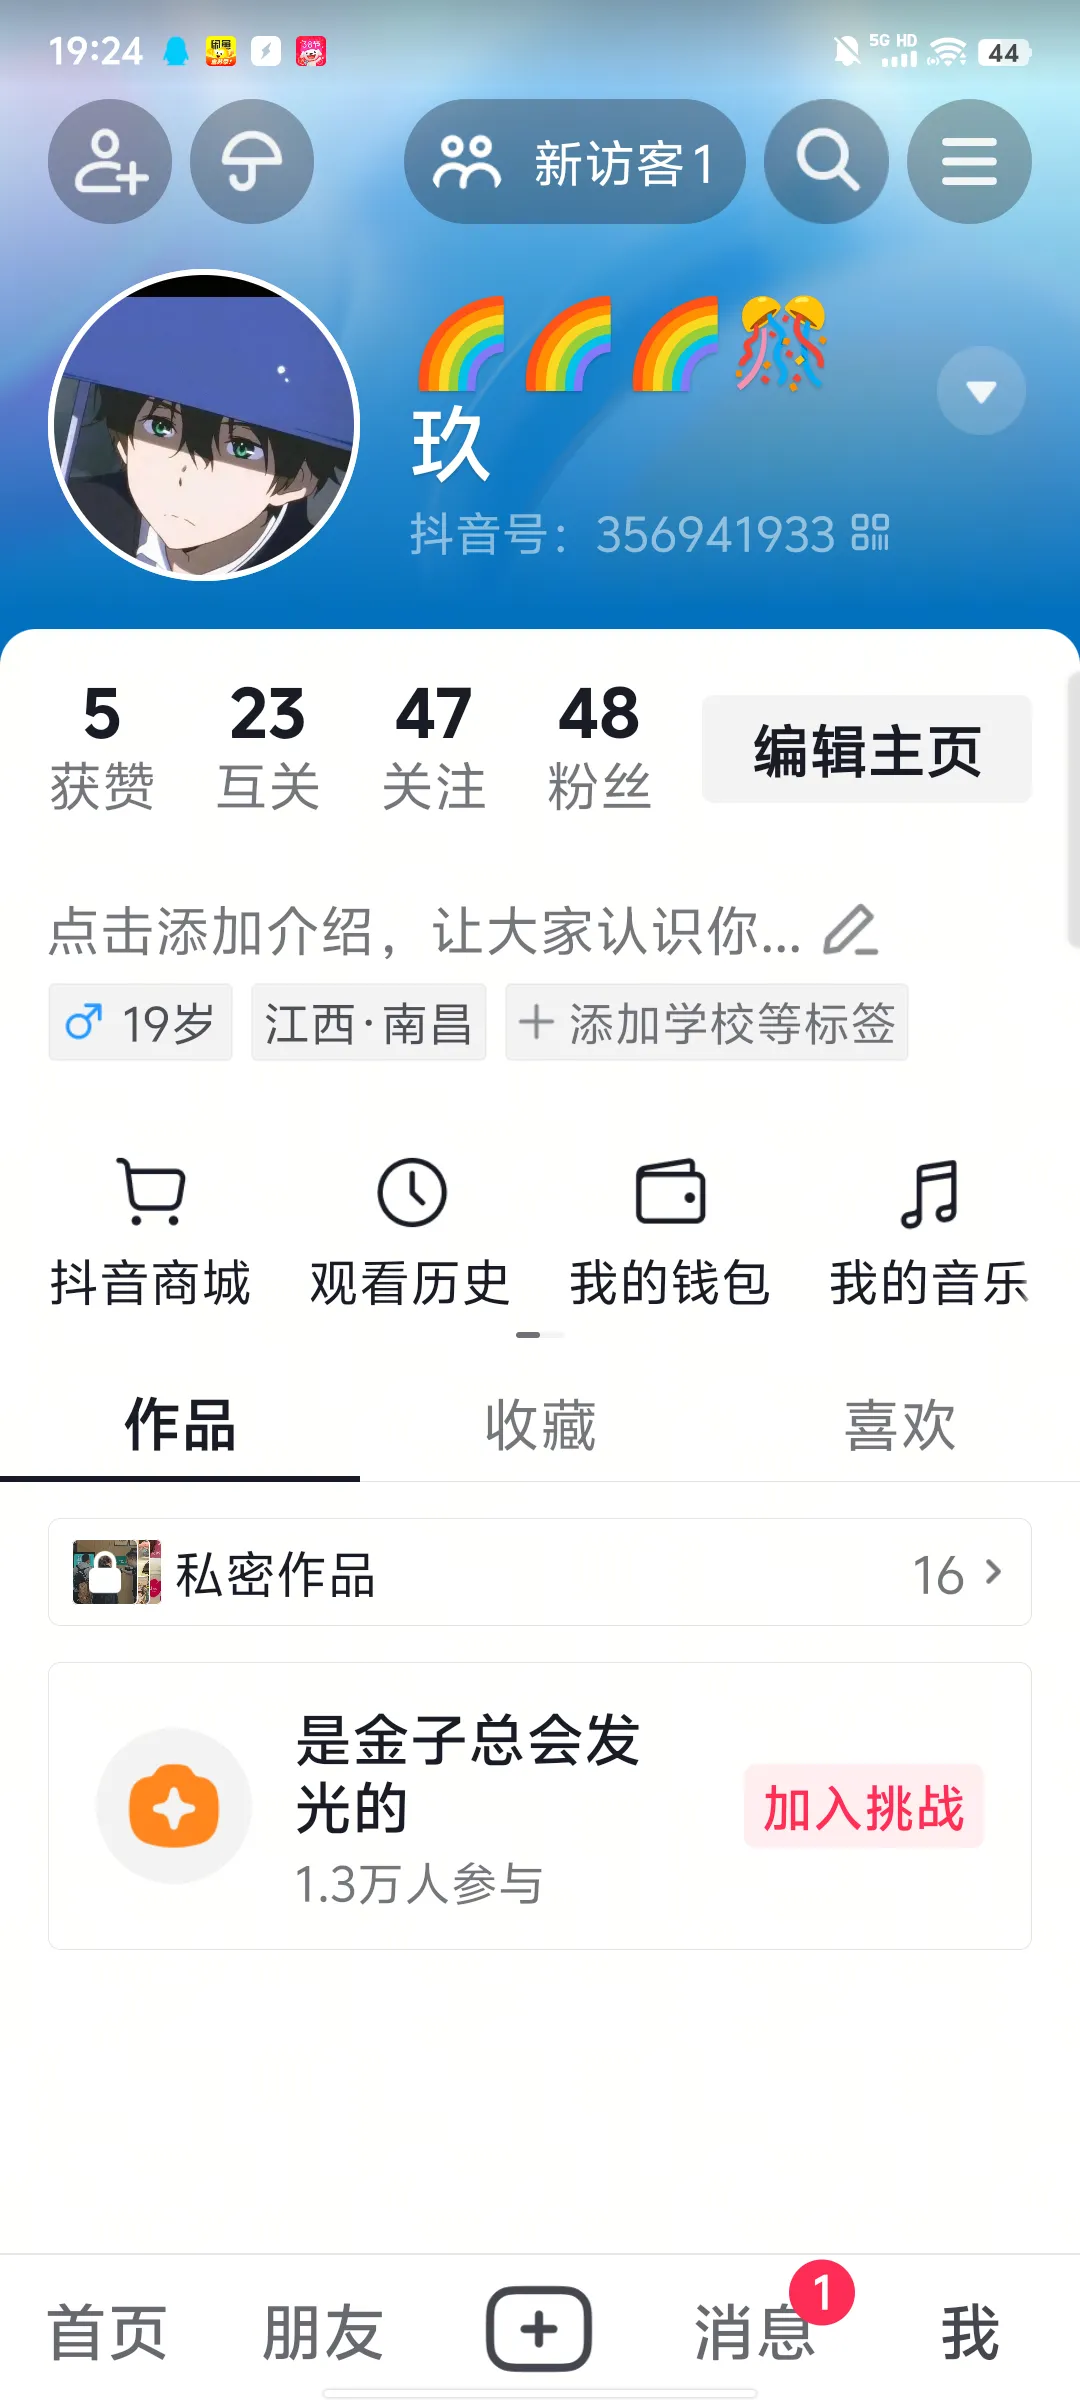 19:24 5G HD 44
新访客1
🌈🌈🌈🎊
玖
抖音号：356941933
5 23 47 48
获赞 互关 关注 粉丝
编辑主页
点击添加介绍，让大家认识你...
♂ 19岁 江西·南昌 + 添加学校等标签
抖音商城 观看历史 我的钱包 我的音乐
作品 收藏 喜欢
私密作品 16
是金子总会发
光的
1.3万人参与
加入挑战
首页 朋友 消息 1 我